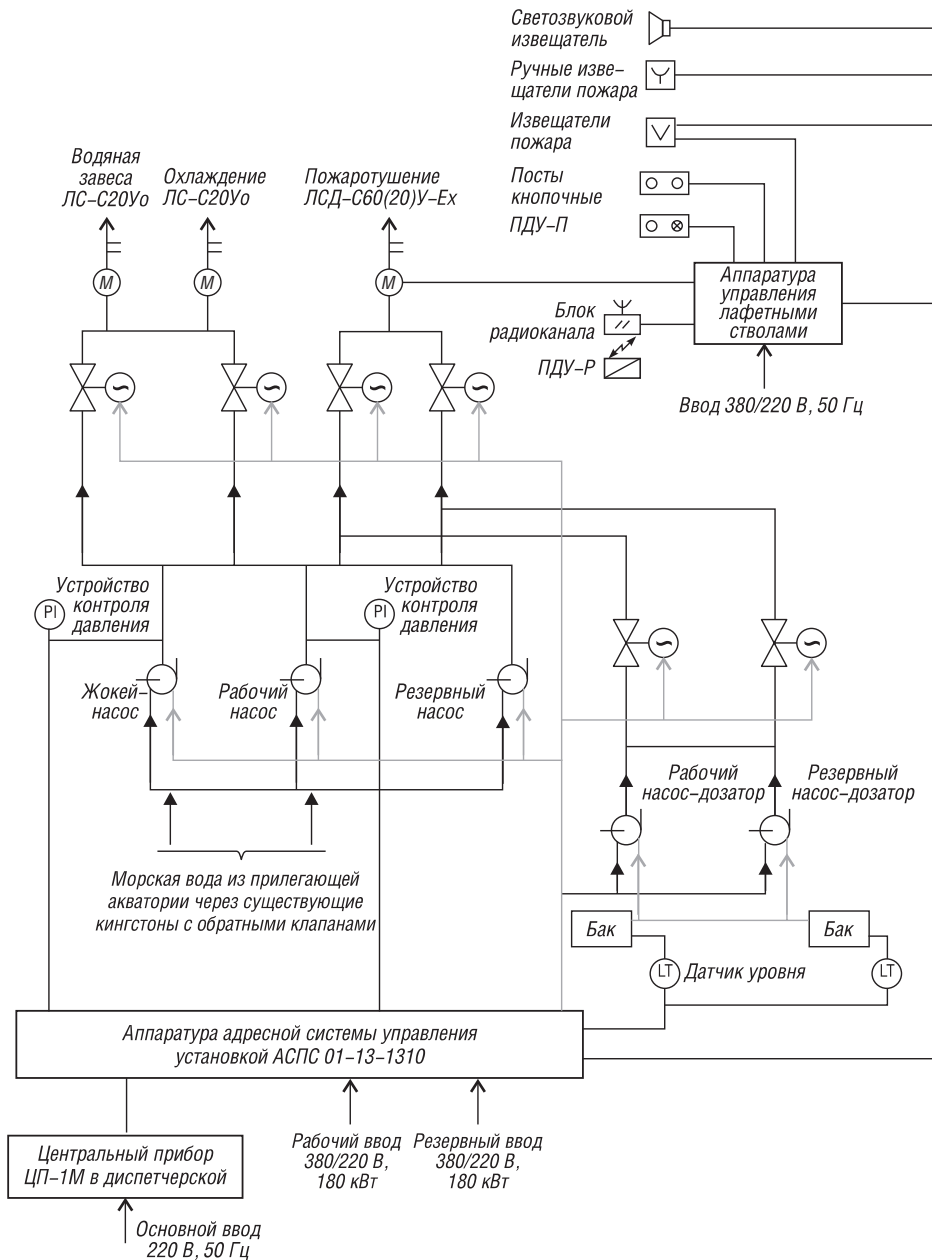 Светозвуковой
извещатель
Ручные изве-
щатели пожара
Извещатели
пожара
Посты
кнопочные
ПДУ-П
Водяная
завеса
ЛС-С20Уо
Охлаждение
ЛС-С20Уо
Пожаротушение
ЛСД-С60(20)У-Ех
М
М
М
Аппаратура
управления
лафетными
стволами
Блок
радиоканала
ПДУ-Р
Ввод 380/220 В, 50 Гц
Устройство
контроля
давления
PI
Устройство
контроля
давления
PI
Жокей-
насос
Рабочий
насос
Резервный
насос
Рабочий
насос-дозатор
Резервный
насос-дозатор
Морская вода из прилегающей
акватории через существующие
кингстоны с обратными клапанами
Бак
Бак
LT
Датчик уровня
LT
Аппаратура адресной системы управления
установкой АСПС 01-13-1310
Рабочий ввод
380/220 В,
180 кВт
Резервный ввод
380/220 В,
180 кВт
Центральный прибор
ЦП-1М в диспетчерской
Основной ввод
220 В, 50 Гц